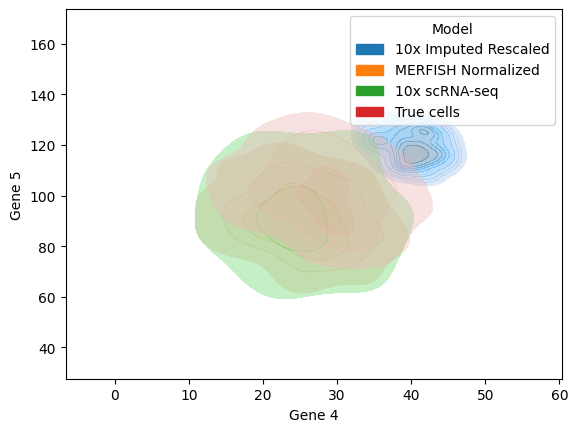 Model
10x Imputed Rescaled
MERFISH Normalized
10x scRNA-seq
True cells
160
140
120
100
80
60
40
Gene 5
0
10
20
30
40
50
60
Gene 4